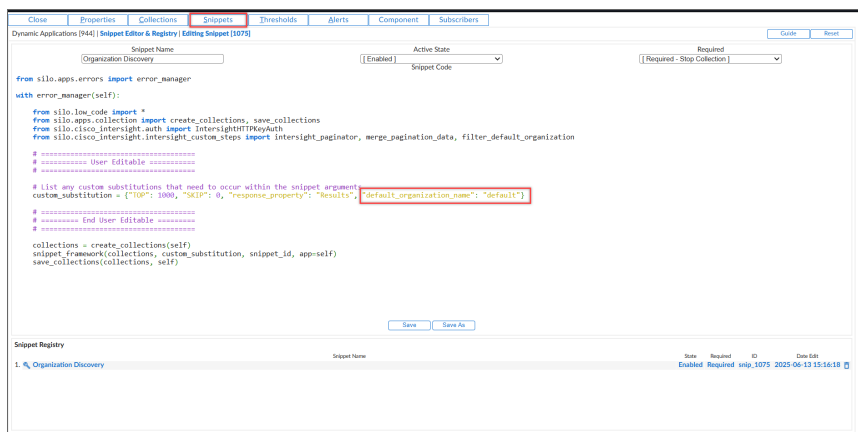 Close Properties Collections Snippets Thresholds Alerts Component Subscribers
Dynamic Applications [944] | Snippet Editor & Registry | Editing Snippet [1075] Guide Reset
Snippet Name Active State Required
Organization Discovery [ Enabled ] [ Required - Stop Collection ]
Snippet Code
from silo.apps.errors import error_manager
with error_manager(self):
from silo.low_code import *
from silo.apps.collection import create_collections, save_collections
from silo.cisco_intersight.auth import IntersightHTTPKeyAuth
from silo.cisco_intersight.intersight_custom_steps import intersight_paginator, merge_pagination_data, filter_default_organization
# =====================================
# =========== User Editable ===========
# =====================================
# List any custom substitutions that need to occur within the snippet arguments
custom_substitution = {"TOP": 1000, "SKIP": 0, "response_property": "Results", "default_organization_name": "default"}
# =====================================
# ========= End User Editable =========
# =====================================
collections = create_collections(self)
snippet_framework(collections, custom_substitution, snippet_id, app=self)
save_collections(collections, self)
Save Save As
Snippet Registry
Snippet Name State Required ID Date Edit
1. Organization Discovery Enabled Required snip_1075 2025-06-13 15:16:18